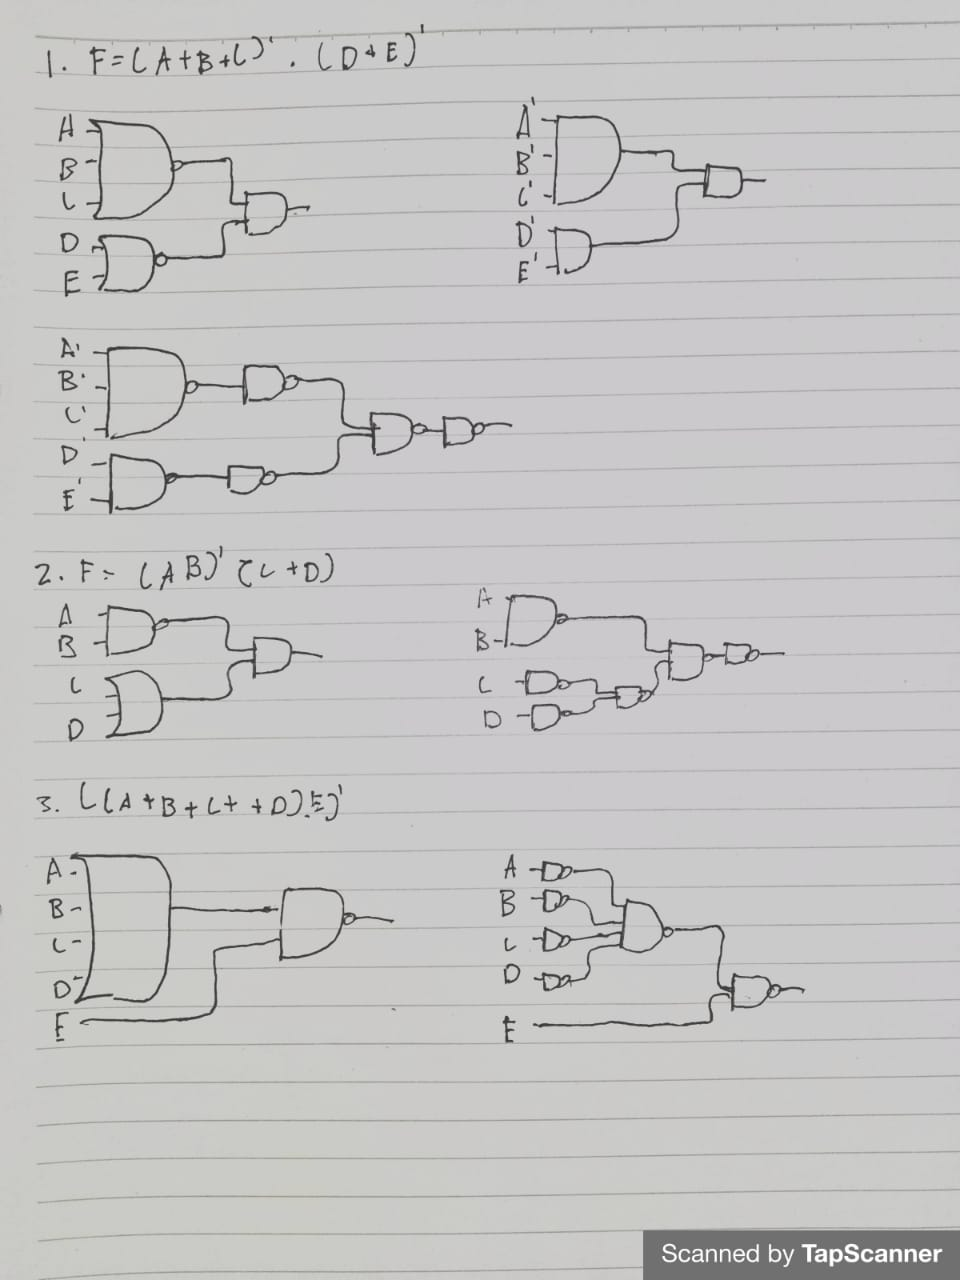 1. F=(A+B+C)' . (D+E)'
A
B
C
D
E
A'
B'
C'
D'
E'
A'
B'
C'
D'
E'
2. F= (AB)' (C+D)
A
B
C
D
A
B
C
D
3. ((A+B+C+ +D).E)'
A
B
C
D
E
A
B
C
D
E
Scanned by TapScanner